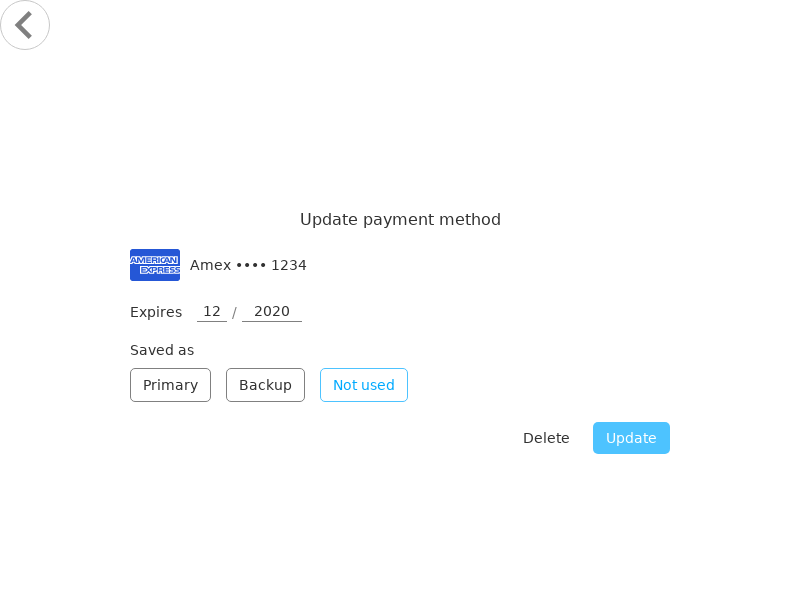 Update payment method
AMERICAN
EXPRESS
Amex •••• 1234
Expires 12 / 2020
Saved as
Primary Backup Not used
Delete Update